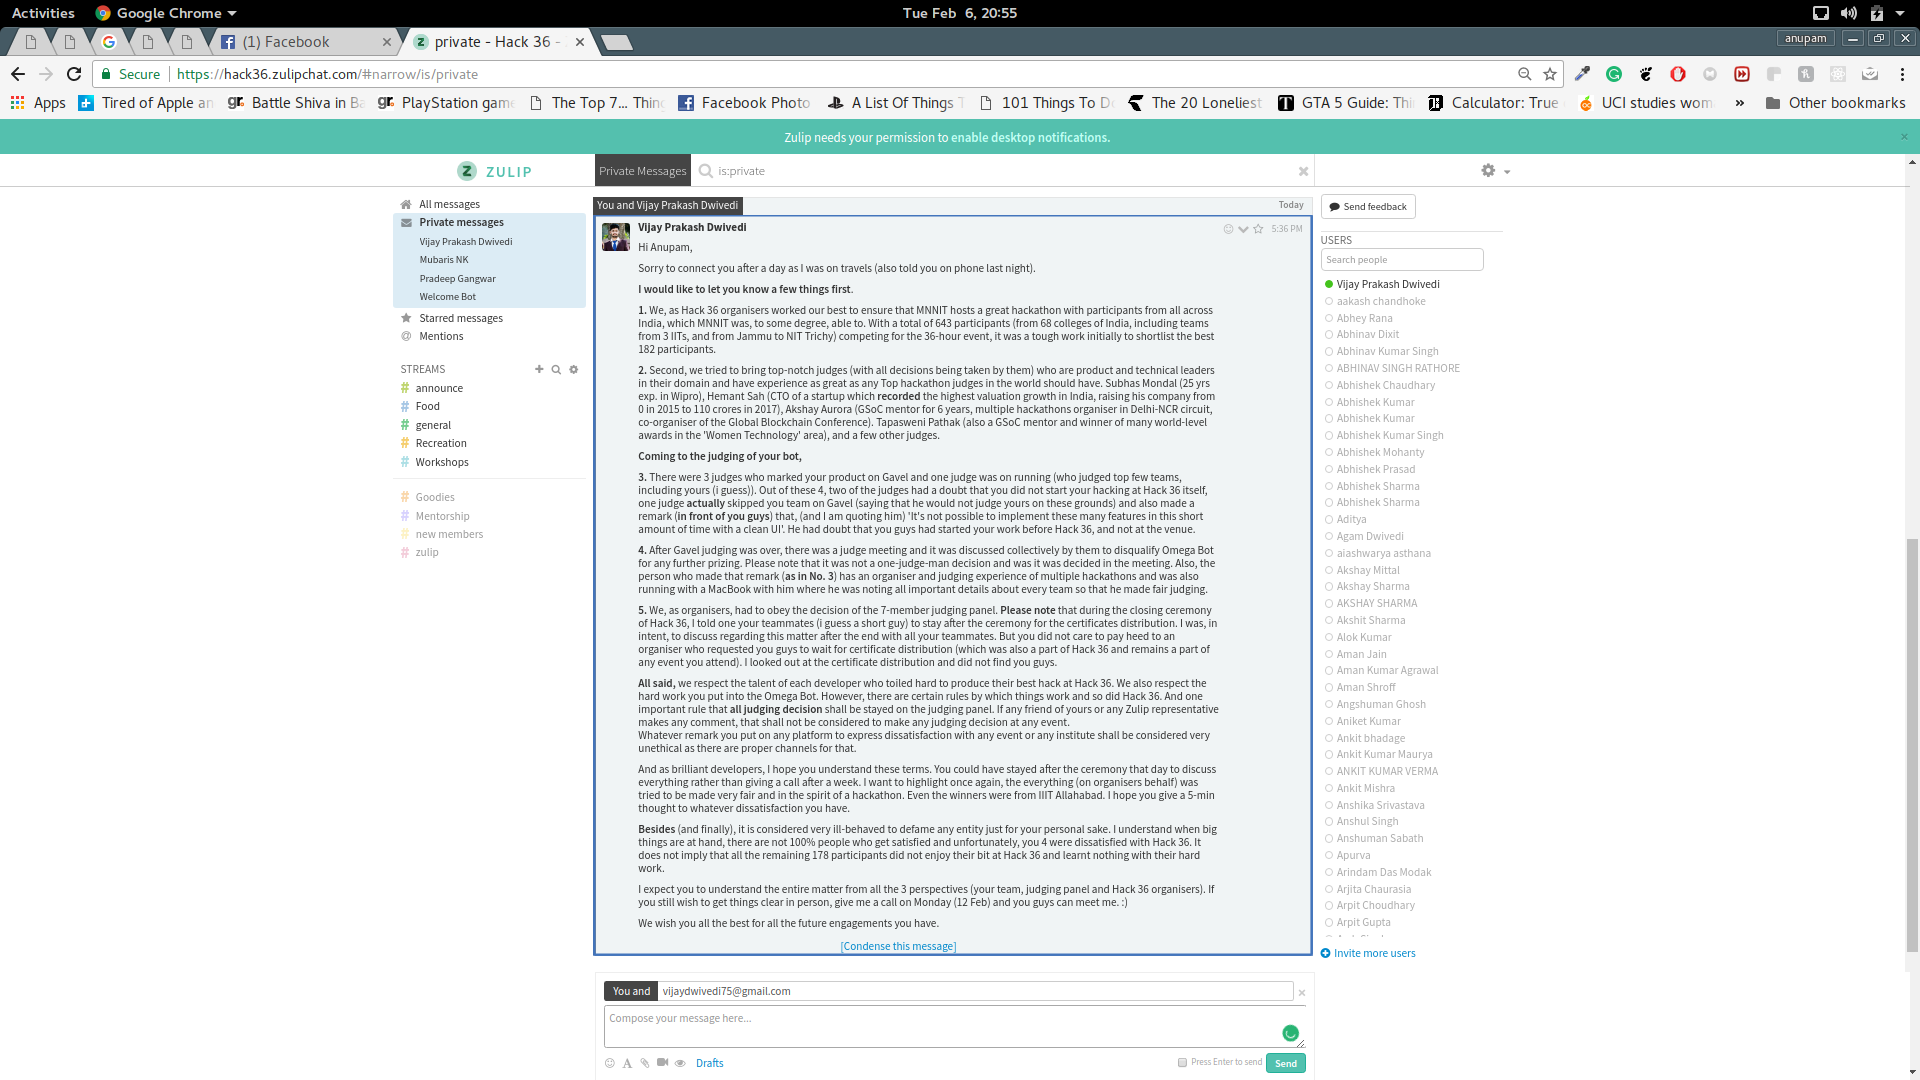 Activities
Google Chrome
Tue Feb 6, 20:55
(1) Facebook
private - Hack 36 -
anupam
Secure
https://hack36.zulipchat.com/#narrow/is/private
Apps
Tired of Apple an
Battle Shiva in Ba
PlayStation game
The Top 7... Thing
Facebook Photo
A List Of Things T
101 Things To Do
The 20 Loneliest
GTA 5 Guide: Thi
Calculator: True
UCI studies wom
»
Other bookmarks
Zulip needs your permission to enable desktop notifications.
ZULIP
Private Messages
is:private
All messages
Private messages
Vijay Prakash Dwivedi
Mubaris NK
Pradeep Gangwar
Welcome Bot
Starred messages
@ Mentions
STREAMS
# announce
# Food
# general
# Recreation
# Workshops
# Goodies
# Mentorship
# new members
# zulip
You and Vijay Prakash Dwivedi
Today
Vijay Prakash Dwivedi
5:36 PM
Hi Anupam,
Sorry to connect you after a day as I was on travels (also told you on phone last night).
I would like to let you know a few things first.
1. We, as Hack 36 organisers worked our best to ensure that MNNIT hosts a great hackathon with participants from all across
India, which MNNIT was, to some degree, able to. With a total of 643 participants (from 68 colleges of India, including teams
from 3 IITs, and from Jammu to NIT Trichy) competing for the 36-hour event, it was a tough work initially to shortlist the best
182 participants.
2. Second, we tried to bring top-notch judges (with all decisions being taken by them) who are product and technical leaders
in their domain and have experience as great as any Top hackathon judges in the world should have. Subhas Mondal (25 yrs
exp. in Wipro), Hemant Sah (CTO of a startup which recorded the highest valuation growth in India, raising his company from
0 in 2015 to 110 crores in 2017), Akshay Aurora (GSoC mentor for 6 years, multiple hackathons organiser in Delhi-NCR circuit,
co-organiser of the Global Blockchain Conference). Tapasweni Pathak (also a GSoC mentor and winner of many world-level
awards in the 'Women Technology' area), and a few other judges.
Coming to the judging of your bot,
3. There were 3 judges who marked your product on Gavel and one judge was on running (who judged top few teams,
including yours (i guess)). Out of these 4, two of the judges had a doubt that you did not start your hacking at Hack 36 itself,
one judge actually skipped you team on Gavel (saying that he would not judge yours on these grounds) and also made a
remark (in front of you guys) that, (and I am quoting him) 'It's not possible to implement these many features in this short
amount of time with a clean UI'. He had doubt that you guys had started your work before Hack 36, and not at the venue.
4. After Gavel judging was over, there was a judge meeting and it was discussed collectively by them to disqualify Omega Bot
for any further prizing. Please note that it was not a one-judge-man decision and was it was decided in the meeting. Also, the
person who made that remark (as in No. 3) has an organiser and judging experience of multiple hackathons and was also
running with a MacBook with him where he was noting all important details about every team so that he made fair judging.
5. We, as organisers, had to obey the decision of the 7-member judging panel. Please note that during the closing ceremony
of Hack 36, I told one your teammates (i guess a short guy) to stay after the ceremony for the certificates distribution. I was, in
intent, to discuss regarding this matter after the end with all your teammates. But you did not care to pay heed to an
organiser who requested you guys to wait for certificate distribution (which was also a part of Hack 36 and remains a part of
any event you attend). I looked out at the certificate distribution and did not find you guys.
All said, we respect the talent of each developer who toiled hard to produce their best hack at Hack 36. We also respect the
hard work you put into the Omega Bot. However, there are certain rules by which things work and so did Hack 36. And one
important rule that all judging decision shall be stayed on the judging panel. If any friend of yours or any Zulip representative
makes any comment, that shall not be considered to make any judging decision at any event.
Whatever remark you put on any platform to express dissatisfaction with any event or any institute shall be considered very
unethical as there are proper channels for that.
And as brilliant developers, I hope you understand these terms. You could have stayed after the ceremony that day to discuss
everything rather than giving a call after a week. I want to highlight once again, the everything (on organisers behalf) was
tried to be made very fair and in the spirit of a hackathon. Even the winners were from IIIT Allahabad. I hope you give a 5-min
thought to whatever dissatisfaction you have.
Besides (and finally), it is considered very ill-behaved to defame any entity just for your personal sake. I understand when big
things are at hand, there are not 100% people who get satisfied and unfortunately, you 4 were dissatisfied with Hack 36. It
does not imply that all the remaining 178 participants did not enjoy their bit at Hack 36 and learnt nothing with their hard
work.
I expect you to understand the entire matter from all the 3 perspectives (your team, judging panel and Hack 36 organisers). If
you still wish to get things clear in person, give me a call on Monday (12 Feb) and you guys can meet me. :)
We wish you all the best for all the future engagements you have.
[Condense this message]
You and
vijaydwivedi75@gmail.com
Compose your message here...
Drafts
Press Enter to send
Send
Send feedback
USERS
Search people
Vijay Prakash Dwivedi
aakash chandhoke
Abhey Rana
Abhinav Dixit
Abhinav Kumar Singh
ABHINAV SINGH RATHORE
Abhishek Chaudhary
Abhishek Kumar
Abhishek Kumar
Abhishek Kumar Singh
Abhishek Mohanty
Abhishek Prasad
Abhishek Sharma
Abhishek Sharma
Aditya
Agam Dwivedi
aiashwarya asthana
Akshay Mittal
Akshay Sharma
AKSHAY SHARMA
Akshit Sharma
Alok Kumar
Aman Jain
Aman Kumar Agrawal
Aman Shroff
Angshuman Ghosh
Aniket Kumar
Ankit bhadage
Ankit Kumar Maurya
ANKIT KUMAR VERMA
Ankit Mishra
Anshika Srivastava
Anshul Singh
Anshuman Sabath
Apurva
Arindam Das Modak
Arjita Chaurasia
Arpit Choudhary
Arpit Gupta
Invite more users